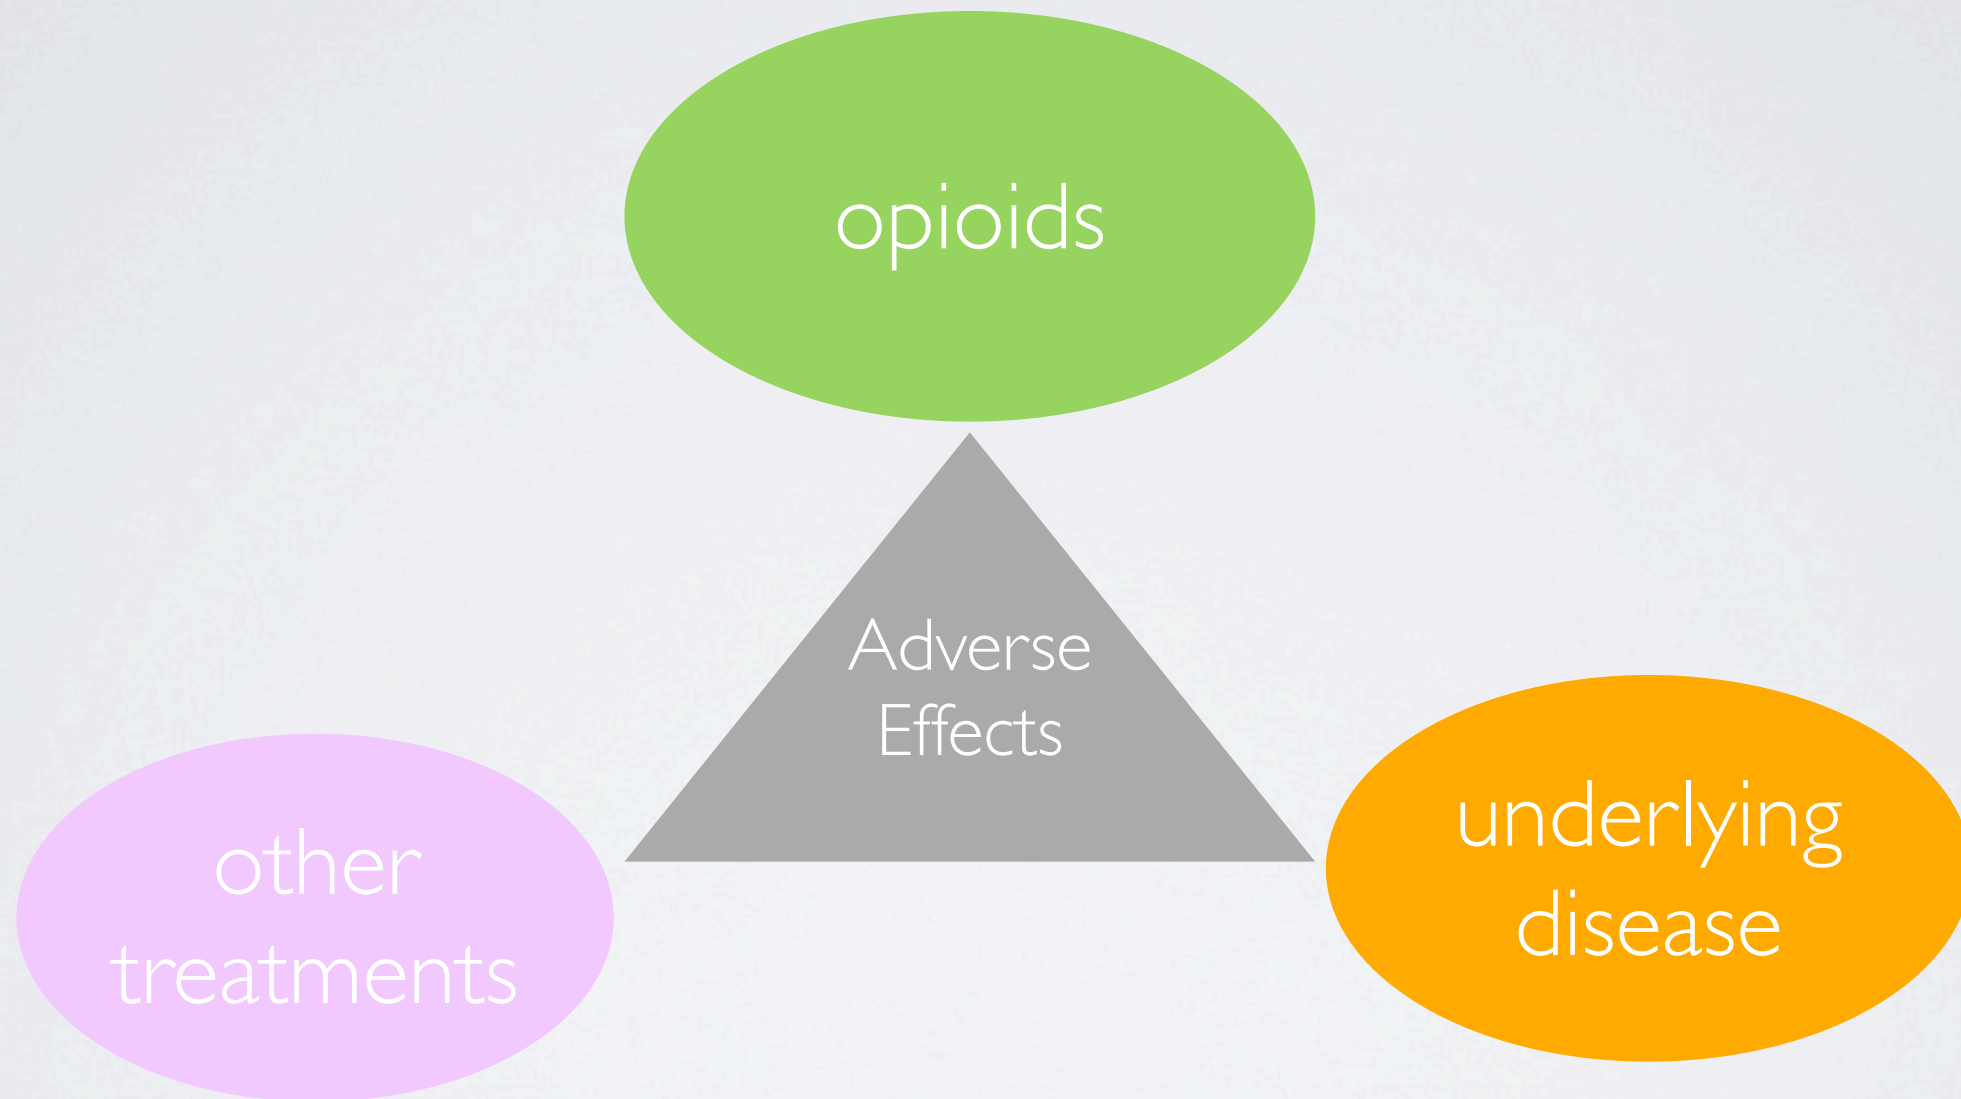 opioids
Adverse
Effects
other
treatments
underlying
disease